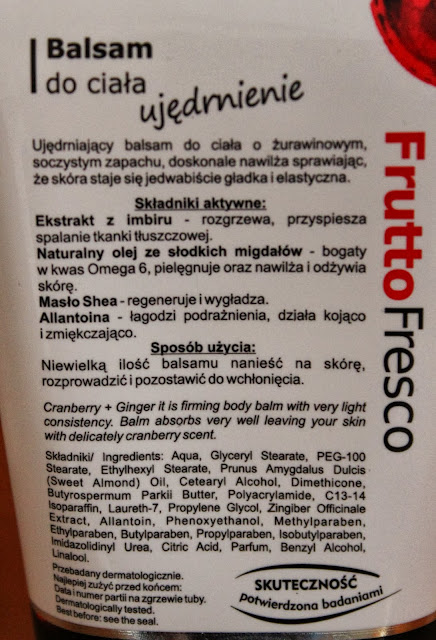 Balsam
do ciała
ujędrnienie
Ujędrniający balsam do ciała o żurawinowym,
soczystym zapachu, doskonale nawilża sprawiając,
że skóra staje się jedwabiście gładka i elastyczna.
Składniki aktywne:
Ekstrakt z imbiru - rozgrzewa, przyspiesza
spalanie tkanki tłuszczowej.
Naturalny olej ze słodkich migdałów - bogaty
w kwas Omega 6, pielęgnuje oraz nawilża i odżywia
skórę.
Masło Shea - regeneruje i wygładza.
Allantoina - łagodzi podrażnienia, działa kojąco
i zmiękczająco.
Sposób użycia:
Niewielką ilość balsamu nanieść na skórę,
rozprowadzić i pozostawić do wchłonięcia.
Cranberry + Ginger it is firming body balm with very light
consistency. Balm absorbs very well leaving your skin
with delicately cranberry scent.
Składniki/ Ingredients: Aqua, Glyceryl Stearate, PEG-100
Stearate, Ethylhexyl Stearate, Prunus Amygdalus Dulcis
(Sweet Almond) Oil, Cetearyl Alcohol, Dimethicone,
Butyrospermum Parkii Butter, Polyacrylamide, C13-14
Isoparaffin, Laureth-7, Propylene Glycol, Zingiber Officinale
Extract, Allantoin, Phenoxyethanol, Methylparaben,
Ethylparaben, Butylparaben, Propylparaben, Isobutylparaben,
Imidazolidinyl Urea, Citric Acid, Parfum, Benzyl Alcohol,
Linalool.
Przebadany dermatologicznie.
Najlepiej zużyć przed końcem:
Data i numer partii na zgrzewie tuby.
Dermatologically tested.
Best before: see the seal.
SKUTECZNOŚĆ
potwierdzona badaniami
Frutto Fresco